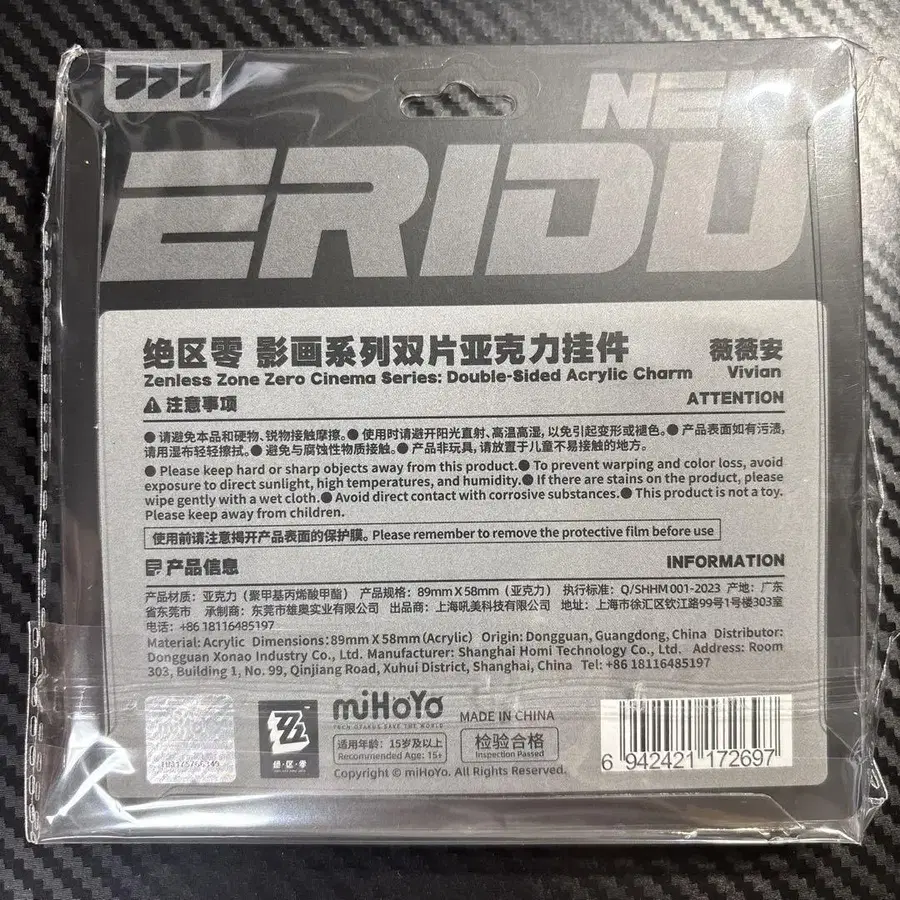 NEW
ERIDU
绝区零 影画系列双片亚克力挂件 薇薇安
Zenless Zone Zero Cinema Series: Double-Sided Acrylic Charm Vivian
注意事项 ATTENTION
● 请避免本品和硬物、锐物接触摩擦。● 使用时请避开阳光直射、高温高湿，以免引起变形或褪色。● 产品表面如有污渍，
请用湿布轻轻擦拭。● 避免与腐蚀性物质接触。● 产品非玩具，请放置于儿童不易接触的地方。
● Please keep hard or sharp objects away from this product.● To prevent warping and color loss, avoid
exposure to direct sunlight, high temperatures, and humidity.● If there are stains on the product, please
wipe gently with a wet cloth.● Avoid direct contact with corrosive substances.● This product is not a toy.
Please keep away from children.
使用前请注意揭开产品表面的保护膜。Please remember to remove the protective film before use
产品信息 INFORMATION
产品材质：亚克力（聚甲基丙烯酸甲酯） 产品规格：89mm X 58mm（亚克力） 执行标准：Q/SHHM 001-2023 产地：广东
省东莞市 承制商：东莞市雄奥实业有限公司 出品商：上海吼美科技有限公司 地址：上海市徐汇区钦江路99号1号楼303室
电话：+86 18116485197
Material: Acrylic Dimensions: 89mm X 58mm (Acrylic) Origin: Dongguan, Guangdong, China Distributor:
Dongguan Xonao Industry Co., Ltd. Manufacturer: Shanghai Homi Technology Co., Ltd. Address: Room
303, Building 1, No. 99, Qinjiang Road, Xuhui District, Shanghai, China Tel: +86 18116485197
绝·区·零
miHoYo
TECH OTAKUS SAVE THE WORLD
MADE IN CHINA
适用年龄：15岁及以上
Recommended Age: 15+
检验合格
Inspection Passed
Copyright © miHoYo. All Rights Reserved.
6 942421 172697